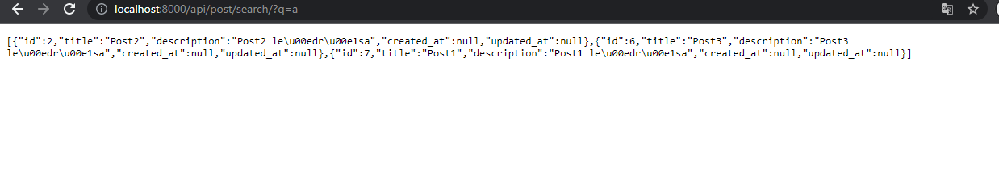 localhost:8000/api/post/search/?q=a
[{"id":2,"title":"Post2","description":"Post2 le\u00edr\u00e1sa","created_at":null,"updated_at":null},{"id":6,"title":"Post3","description":"Post3
le\u00edr\u00e1sa","created_at":null,"updated_at":null},{"id":7,"title":"Post1","description":"Post1 le\u00edr\u00e1sa","created_at":null,"updated_at":null}]